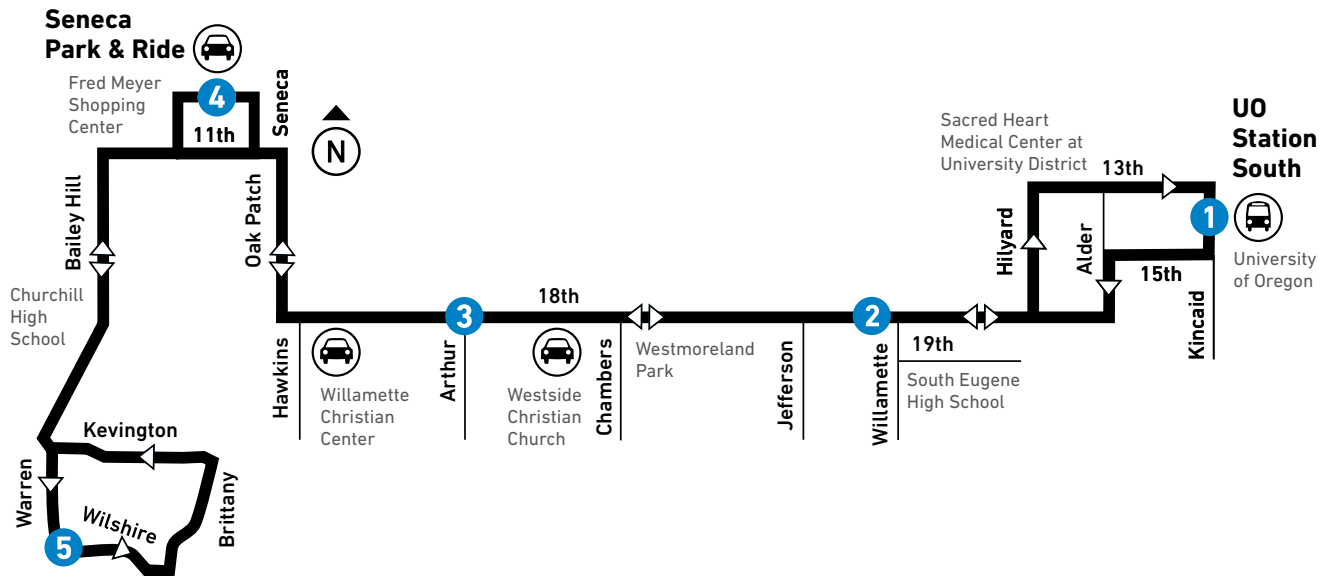 Seneca
Park & Ride
Fred Meyer
Shopping
Center
4
11th
Seneca
N
Bailey Hill
Oak Patch
Churchill
High
School
Kevington
Warren
Wilshire
Brittany
5
Hawkins
Willamette
Christian
Center
3
Arthur
18th
Westside
Christian
Church
Chambers
Westmoreland
Park
Jefferson
2
Willamette
19th
South Eugene
High School
Sacred Heart
Medical Center at
University District
13th
Hilyard
Alder
15th
Kincaid
1
UO
Station
South
University
of Oregon